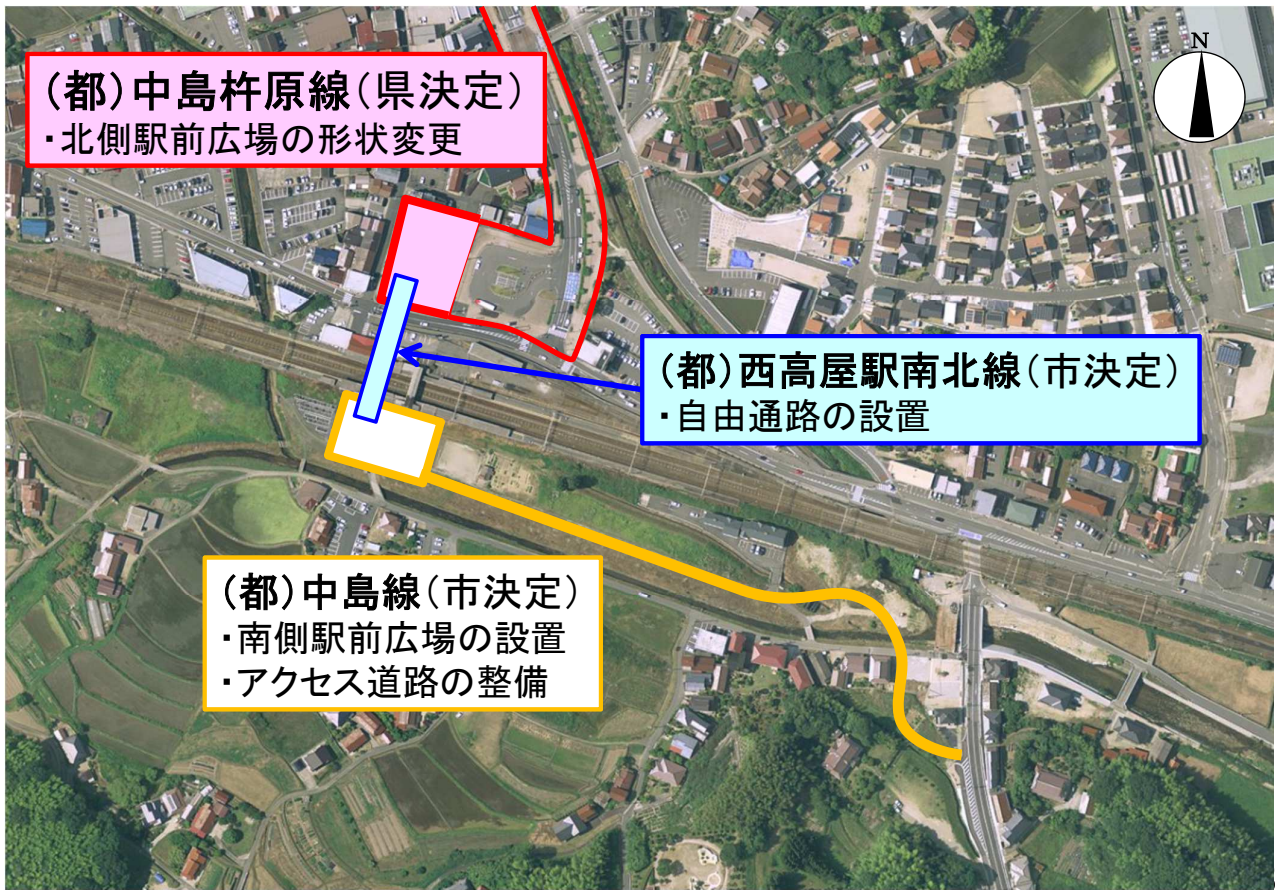 (都)中島杵原線(県決定)
・北側駅前広場の形状変更
N
(都)西高屋駅南北線(市決定)
・自由通路の設置
(都)中島線(市決定)
・南側駅前広場の設置
・アクセス道路の整備